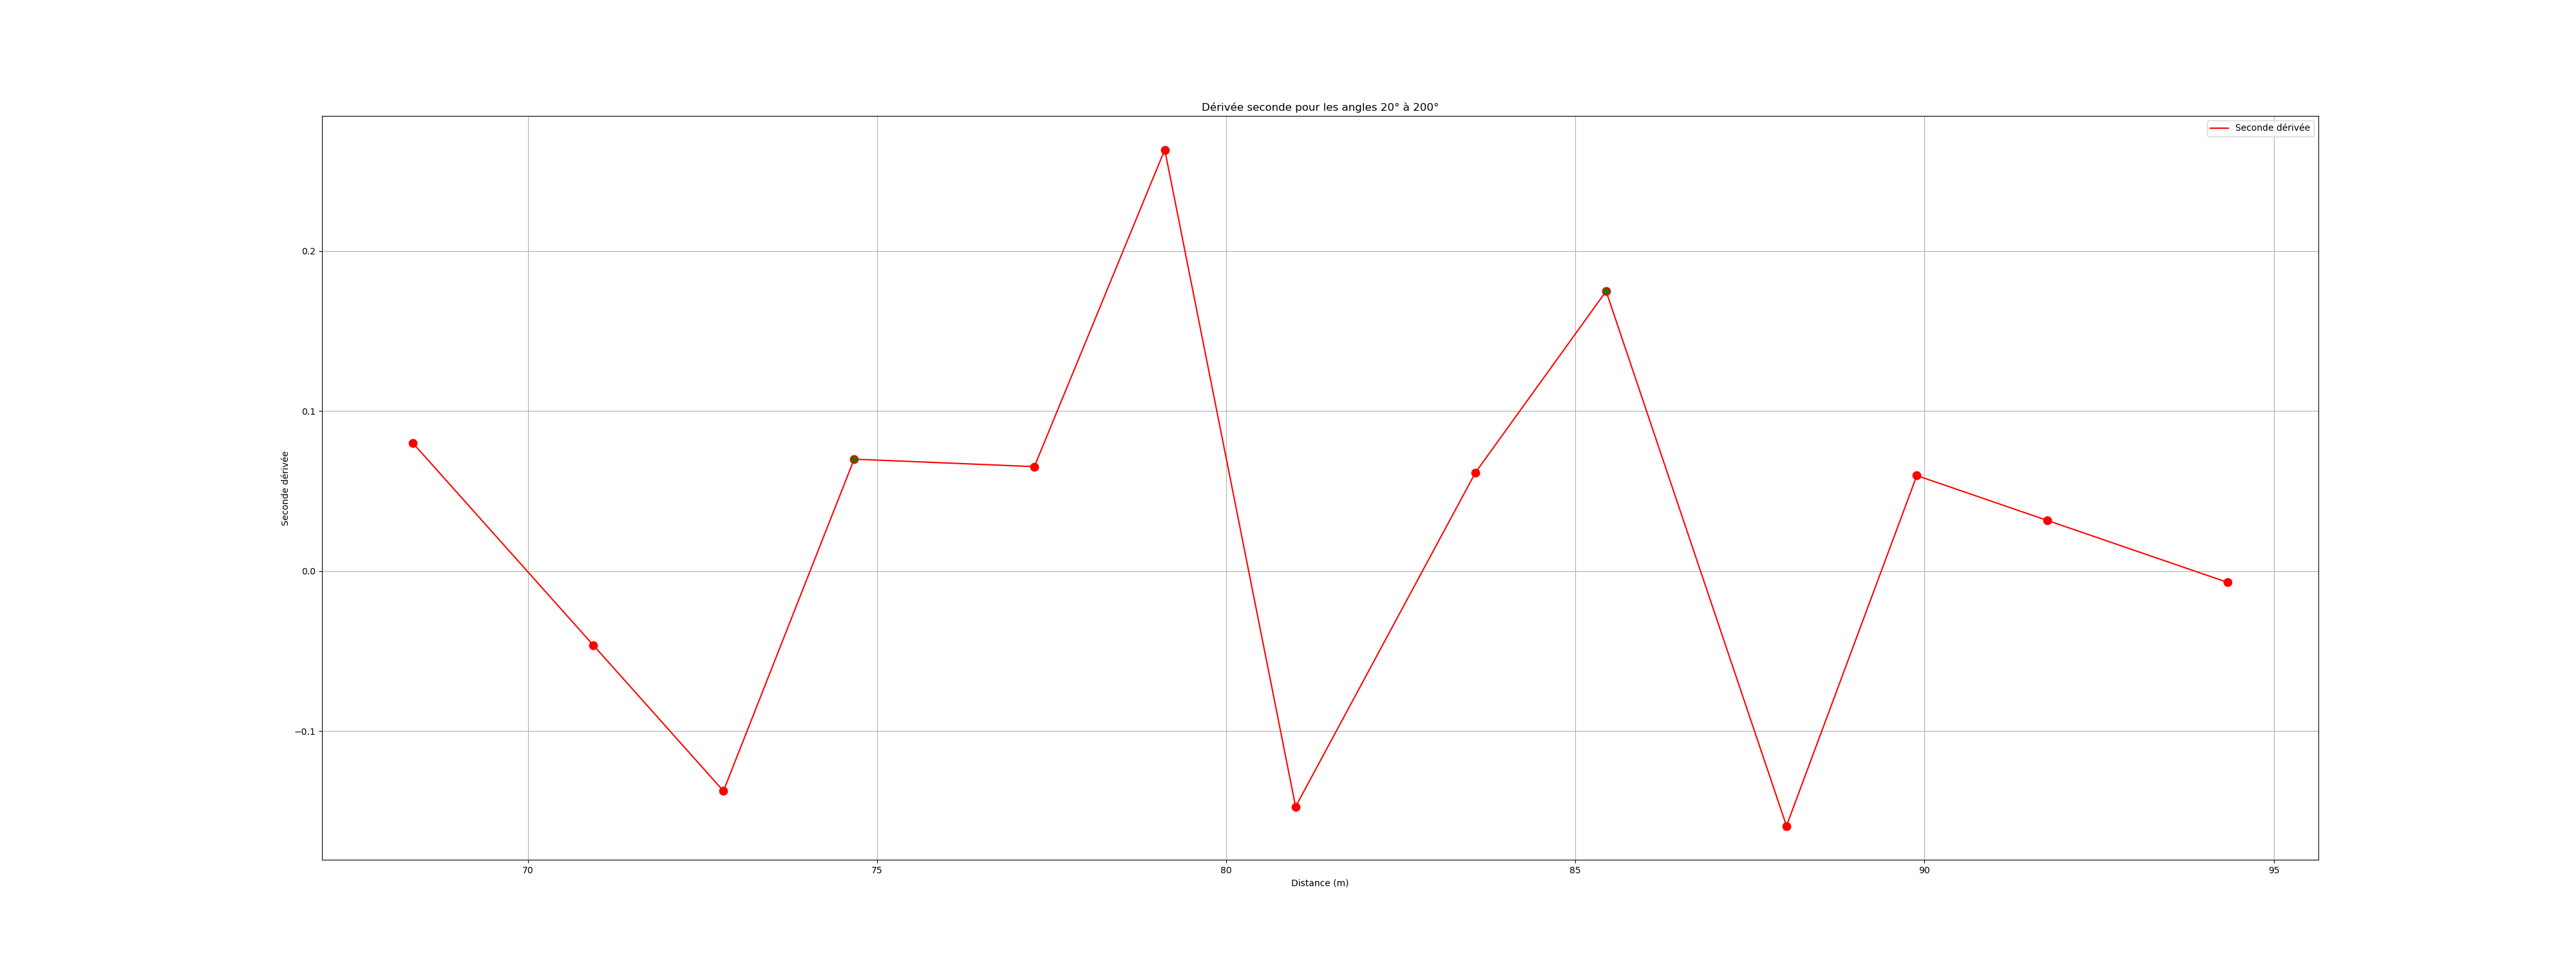 Dérivée seconde pour les angles 20° à 200°
Seconde dérivée
0.2
0.1
0.0
−0.1
Seconde dérivée
70
75
80
85
90
95
Distance (m)